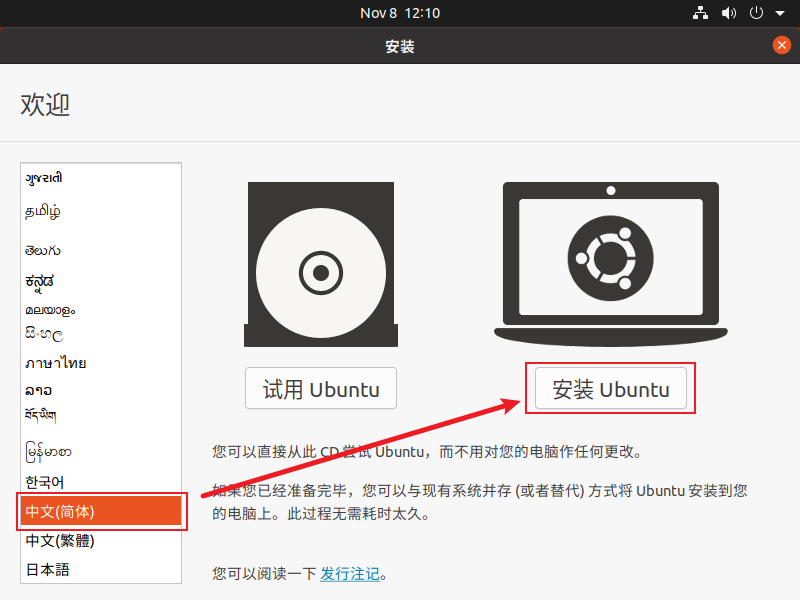 Nov 8 12:10
安装
欢迎
ગુજરાતી
தமிழ்
తెలుగు
ಕನ್ನಡ
മലയാളം
සිංහල
ภาษาไทย
ລາວ
བོད་ཡིག
မြန်မာစာ
한국어
中文(简体)
中文(繁體)
日本語
试用 Ubuntu
安装 Ubuntu
您可以直接从此 CD 尝试 Ubuntu，而不用对您的电脑作任何更改。
如果您已经准备完毕，您可以与现有系统并存 (或者替代) 方式将 Ubuntu 安装到您
的电脑上。此过程无需耗时太久。
您可以阅读一下 发行注记。